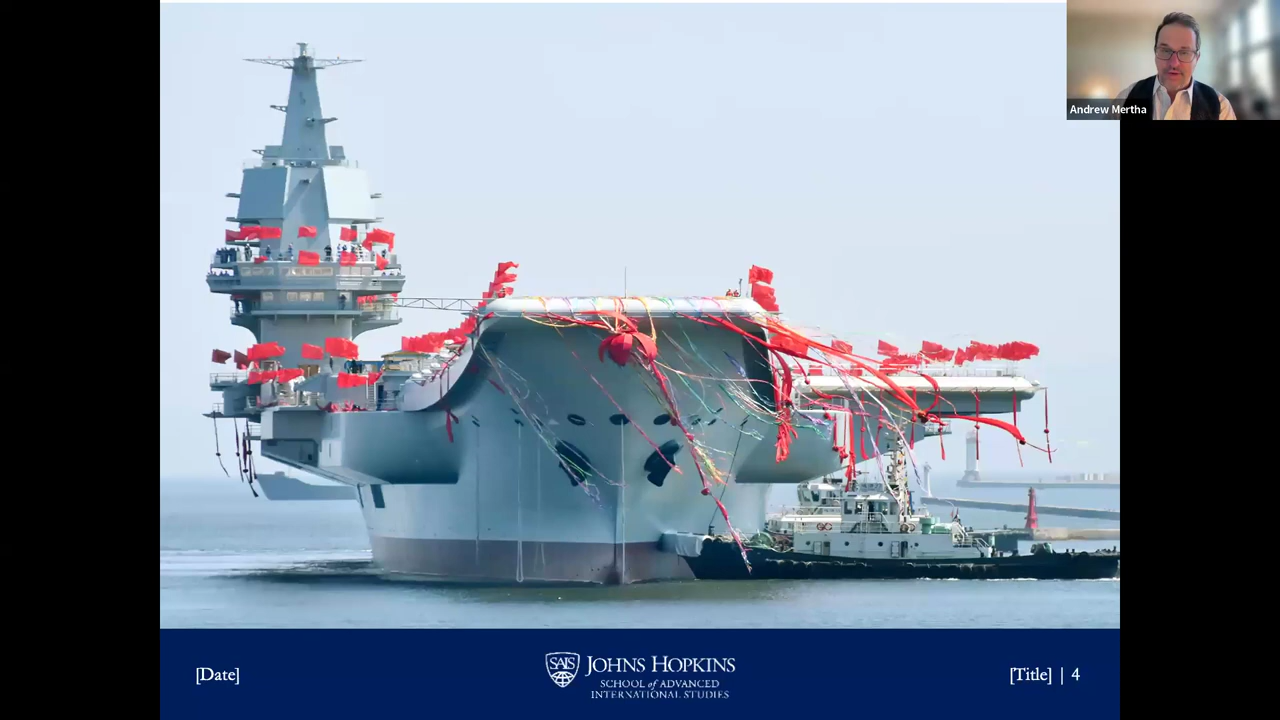 Andrew Mertha
[Date]
SAIS
JOHNS HOPKINS
SCHOOL of ADVANCED
INTERNATIONAL STUDIES
[Title] | 4